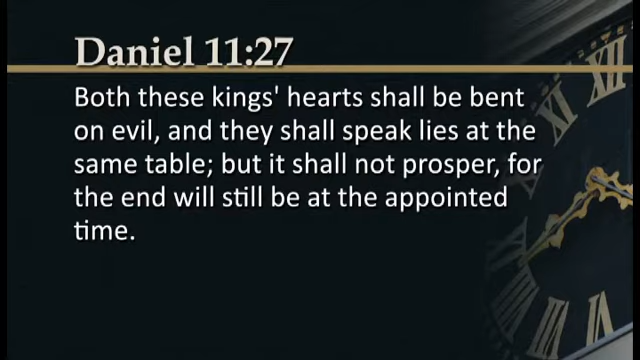 Daniel 11:27
Both these kings' hearts shall be bent
on evil, and they shall speak lies at the
same table; but it shall not prosper, for
the end will still be at the appointed
time.
XII